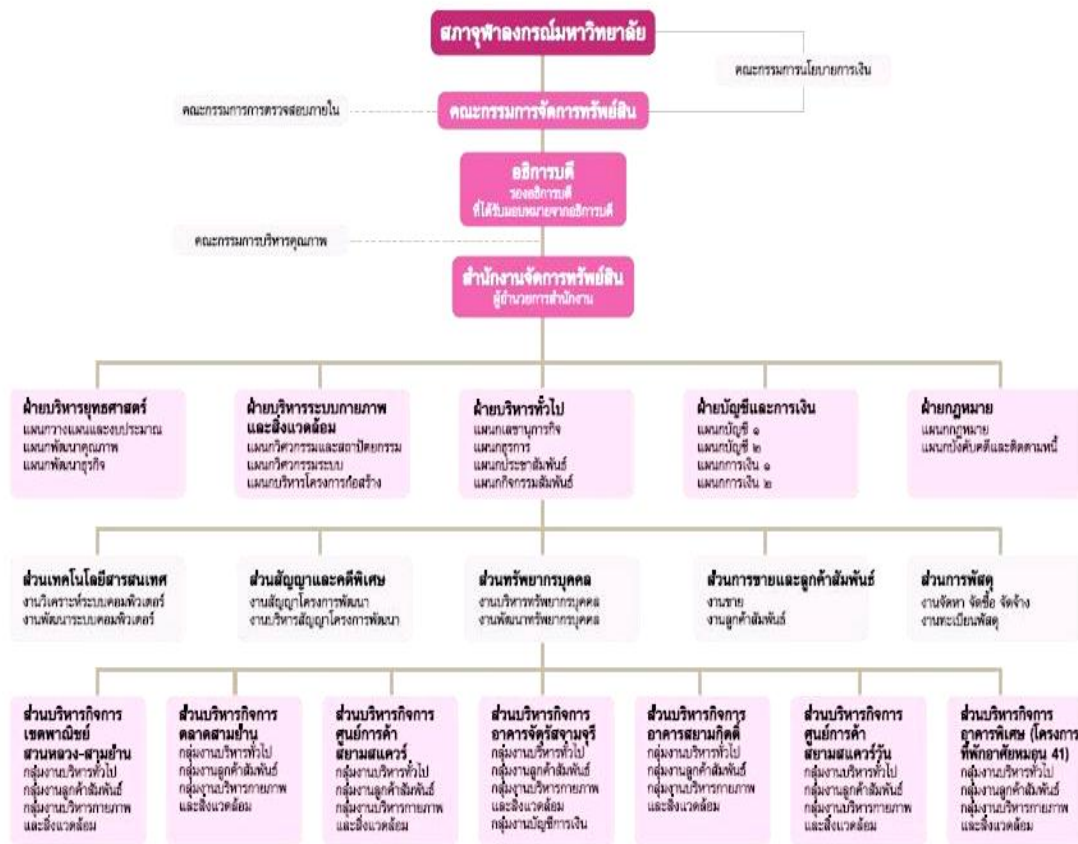 สภาจุฬาลงกรณ์มหาวิทยาลัย
คณะกรรมการนโยบายการเงิน
คณะกรรมการการตรวจสอบภายใน
คณะกรรมการจัดการทรัพย์สิน
อธิการบดี
รองอธิการบดี
ที่ได้รับมอบหมายจากอธิการบดี
คณะกรรมการบริหารคุณภาพ
สำนักงานจัดการทรัพย์สิน
ผู้อำนวยการสำนักงาน
ฝ่ายบริหารยุทธศาสตร์
แผนกวางแผนและงบประมาณ
แผนกพัฒนาคุณภาพ
แผนกพัฒนาธุรกิจ
ฝ่ายบริหารระบบกายภาพ
และสิ่งแวดล้อม
แผนกวิศวกรรมและสถาปัตยกรรม
แผนกวิศวกรรมระบบ
แผนกบริหารโครงการก่อสร้าง
ฝ่ายบริหารทั่วไป
แผนกเลขานุการกิจ
แผนกธุรการ
แผนกประชาสัมพันธ์
แผนกกิจกรรมสัมพันธ์
ฝ่ายบัญชีและการเงิน
แผนกบัญชี ๑
แผนกบัญชี ๒
แผนกการเงิน ๑
แผนกการเงิน ๒
ฝ่ายกฎหมาย
แผนกกฎหมาย
แผนกบังคับคดีและติดตามหนี้
ส่วนเทคโนโลยีสารสนเทศ
งานวิเคราะห์ระบบคอมพิวเตอร์
งานพัฒนาระบบคอมพิวเตอร์
ส่วนสัญญาและคดีพิเศษ
งานสัญญาโครงการพัฒนา
งานบริหารสัญญาโครงการพัฒนา
ส่วนทรัพยากรบุคคล
งานบริหารทรัพยากรบุคคล
งานพัฒนาทรัพยากรบุคคล
ส่วนการขายและลูกค้าสัมพันธ์
งานขาย
งานลูกค้าสัมพันธ์
ส่วนการพัสดุ
งานจัดหา จัดซื้อ จัดจ้าง
งานทะเบียนพัสดุ
ส่วนบริหารกิจการ
เขตพาณิชย์
สวนหลวง-สามย่าน
กลุ่มงานบริหารทั่วไป
กลุ่มงานลูกค้าสัมพันธ์
กลุ่มงานบริหารกายภาพ
และสิ่งแวดล้อม
ส่วนบริหารกิจการ
ตลาดสามย่าน
กลุ่มงานบริหารทั่วไป
กลุ่มงานลูกค้าสัมพันธ์
กลุ่มงานบริหารกายภาพ
และสิ่งแวดล้อม
ส่วนบริหารกิจการ
ศูนย์การค้า
สยามสแควร์
กลุ่มงานบริหารทั่วไป
กลุ่มงานลูกค้าสัมพันธ์
กลุ่มงานบริหารกายภาพ
และสิ่งแวดล้อม
ส่วนบริหารกิจการ
อาคารจัตุรัสจามจุรี
กลุ่มงานบริหารทั่วไป
กลุ่มงานลูกค้าสัมพันธ์
กลุ่มงานบริหารกายภาพ
และสิ่งแวดล้อม
กลุ่มงานบัญชีการเงิน
ส่วนบริหารกิจการ
อาคารสยามกิตติ์
กลุ่มงานบริหารทั่วไป
กลุ่มงานลูกค้าสัมพันธ์
กลุ่มงานบริหารกายภาพ
และสิ่งแวดล้อม
ส่วนบริหารกิจการ
ศูนย์การค้า
สยามสแควร์วัน
กลุ่มงานบริหารทั่วไป
กลุ่มงานลูกค้าสัมพันธ์
กลุ่มงานบริหารกายภาพ
และสิ่งแวดล้อม
ส่วนบริหารกิจการ
อาคารพิเศษ (โครงการ
ที่พักอาศัยหมอน 41)
กลุ่มงานบริหารทั่วไป
กลุ่มงานลูกค้าสัมพันธ์
กลุ่มงานบริหารกายภาพ
และสิ่งแวดล้อม